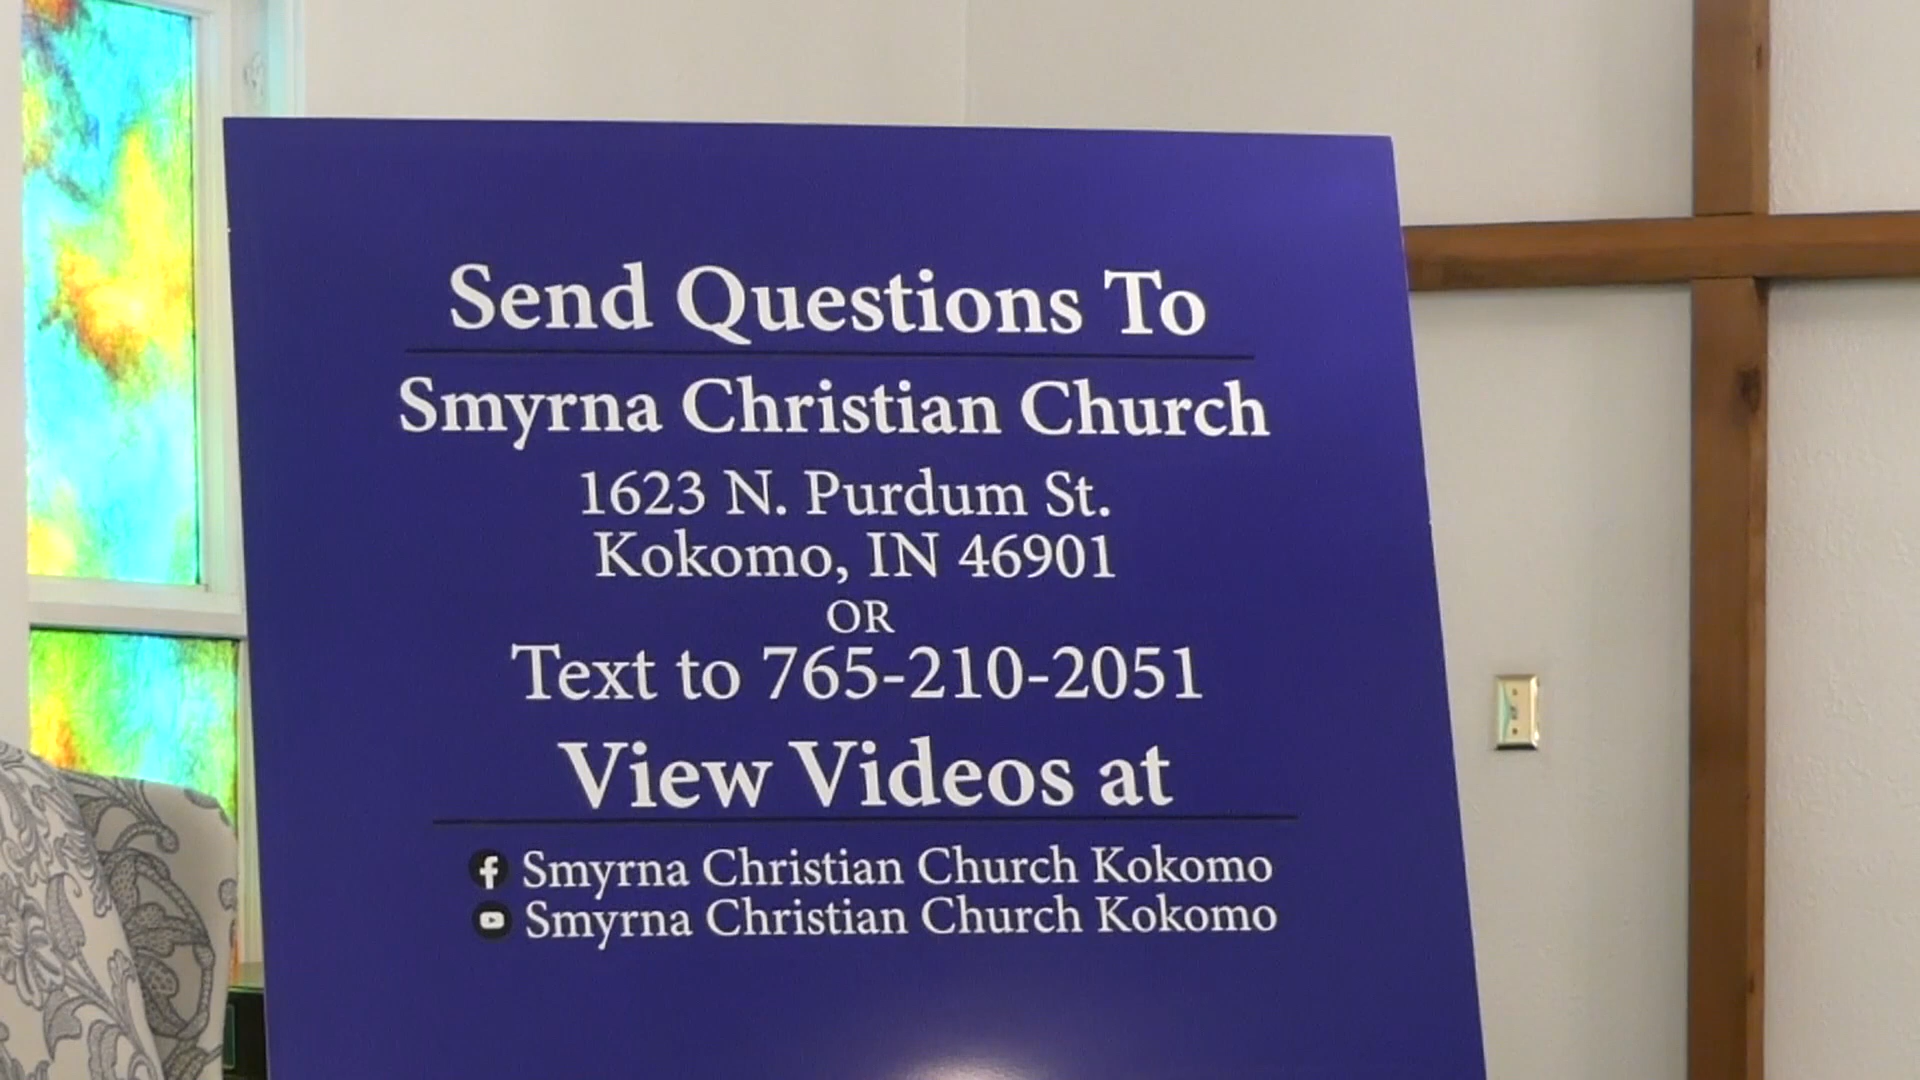 Send Questions To
Smyrna Christian Church
1623 N. Purdum St.
Kokomo, IN 46901
OR
Text to 765-210-2051
View Videos at
Smyrna Christian Church Kokomo
Smyrna Christian Church Kokomo